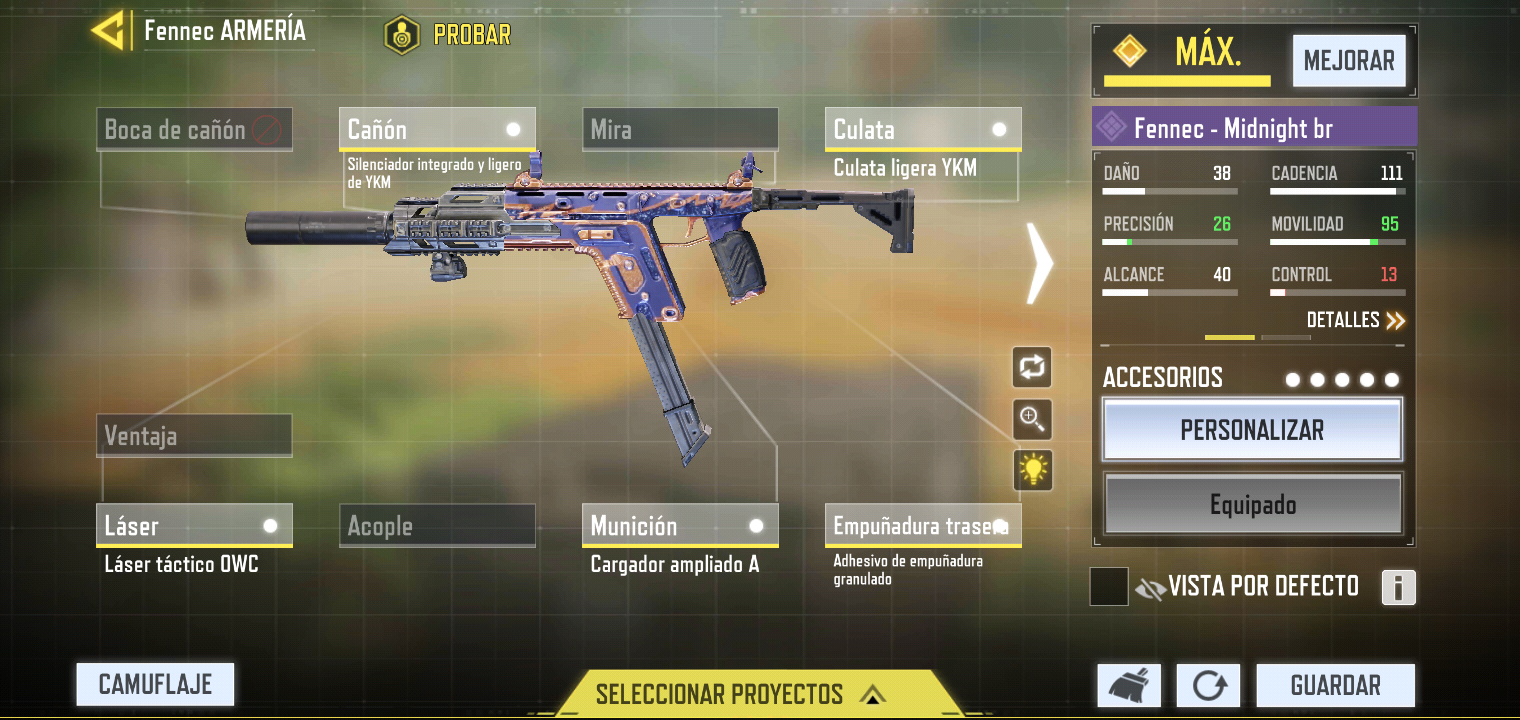 Fennec ARMERÍA
PROBAR
MÁX.
MEJORAR
Boca de cañón
Cañón
Mira
Culata
Silenciador integrado y ligero
de YKM
Culata ligera YKM
Fennec - Midnight br
DAÑO 38
CADENCIA 111
PRECISIÓN 26
MOVILIDAD 95
ALCANCE 40
CONTROL 13
DETALLES
ACCESORIOS
PERSONALIZAR
Equipado
Ventaja
Láser
Acople
Munición
Empuñadura trasera
Láser táctico OWC
Cargador ampliado A
Adhesivo de empuñadura
granulado
VISTA POR DEFECTO
i
CAMUFLAJE
SELECCIONAR PROYECTOS
GUARDAR